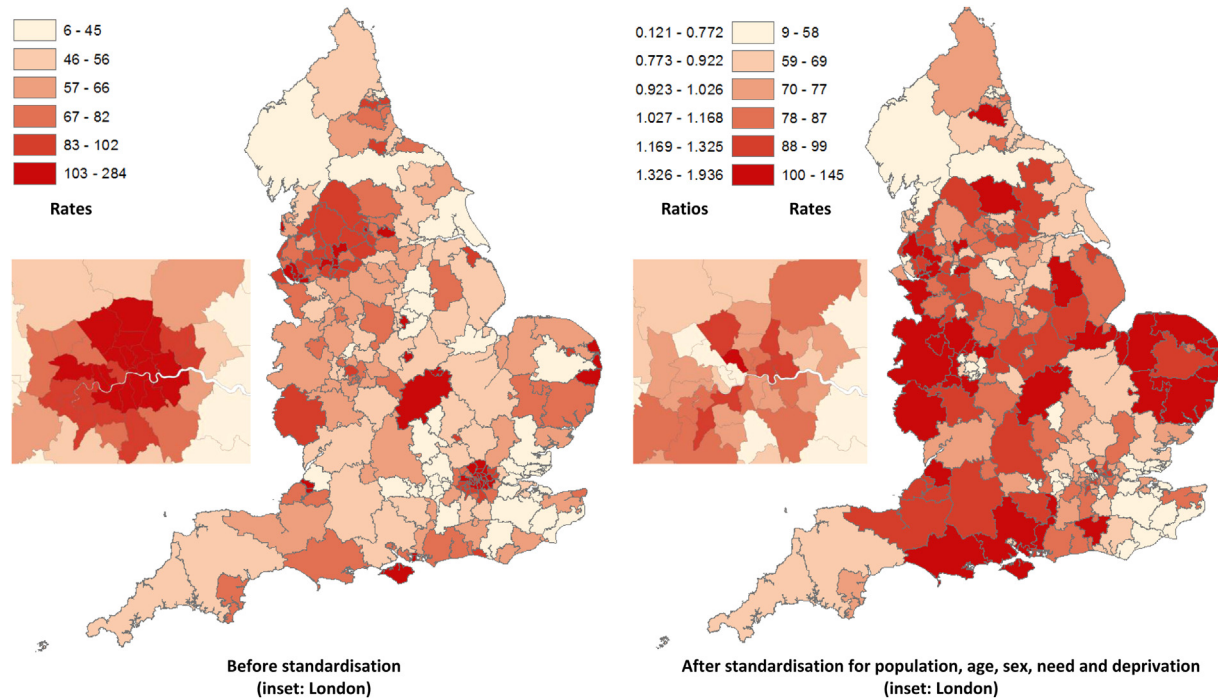 6 - 45
46 - 56
57 - 66
67 - 82
83 - 102
103 - 284
Rates
Before standardisation
(inset: London)
0.121 - 0.772 9 - 58
0.773 - 0.922 59 - 69
0.923 - 1.026 70 - 77
1.027 - 1.168 78 - 87
1.169 - 1.325 88 - 99
1.326 - 1.936 100 - 145
Ratios Rates
After standardisation for population, age, sex, need and deprivation
(inset: London)